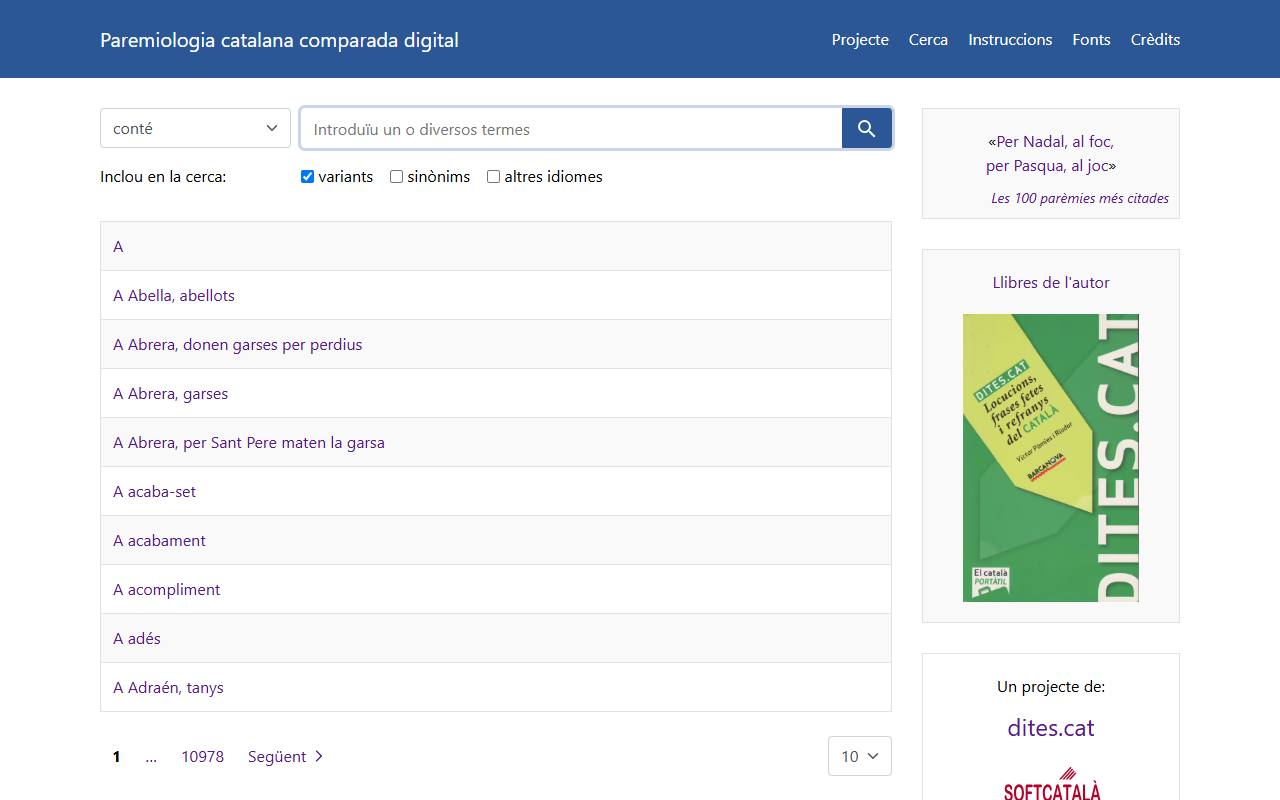 Paremiologia catalana comparada digital
Projecte
Cerca
Instruccions
Fonts
Crèdits
conté
Introduïu un o diversos termes
Inclou en la cerca:
variants
sinònims
altres idiomes
A
A Abella, abellots
A Abrera, donen garses per perdius
A Abrera, garses
A Abrera, per Sant Pere maten la garsa
A acaba-set
A acabament
A acompliment
A adés
A Adraén, tanys
1
...
10978
Següent
10
«Per Nadal, al foc,
per Pasqua, al joc»
Les 100 parèmies més citades
Llibres de l'autor
DITES.CAT
Locucions,
frases fetes
i refranys
del CATALÀ
Víctor Pàmies i Riudor
BARCANOVA
DITES.CAT
El català
PORTÀTIL
Un projecte de:
dites.cat
SOFTCATALÀ